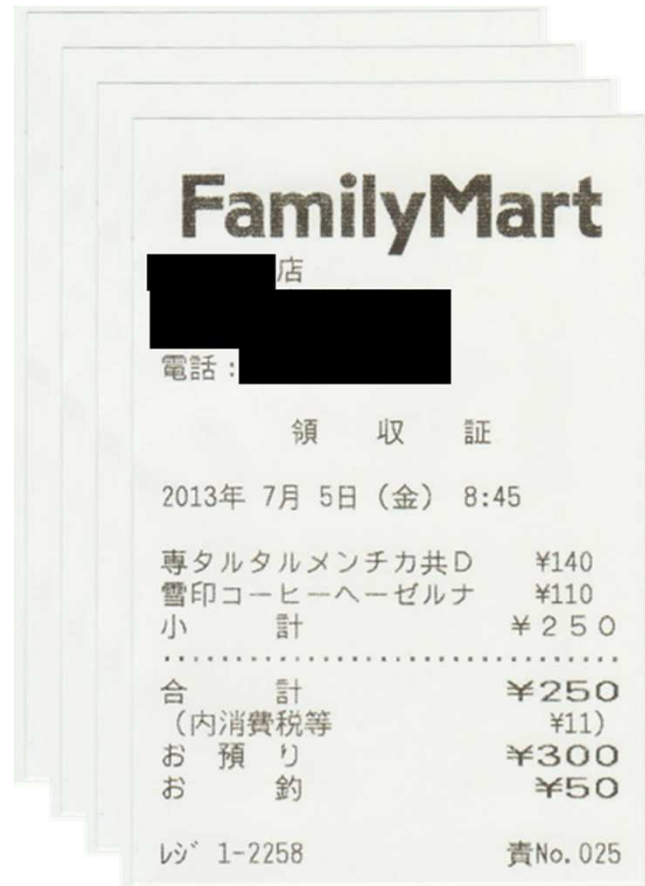 FamilyMart
店
電話:
領 収 証
2013年 7月 5日 (金) 8:45
専タルタルメンチカ共D ¥140
雪印コーヒーヘーゼルナ ¥110
小 計 ¥250
合 計 ¥250
(内消費税等 ¥11)
お 預 り ¥300
お 釣 ¥50
レジ 1-2258 責No.025